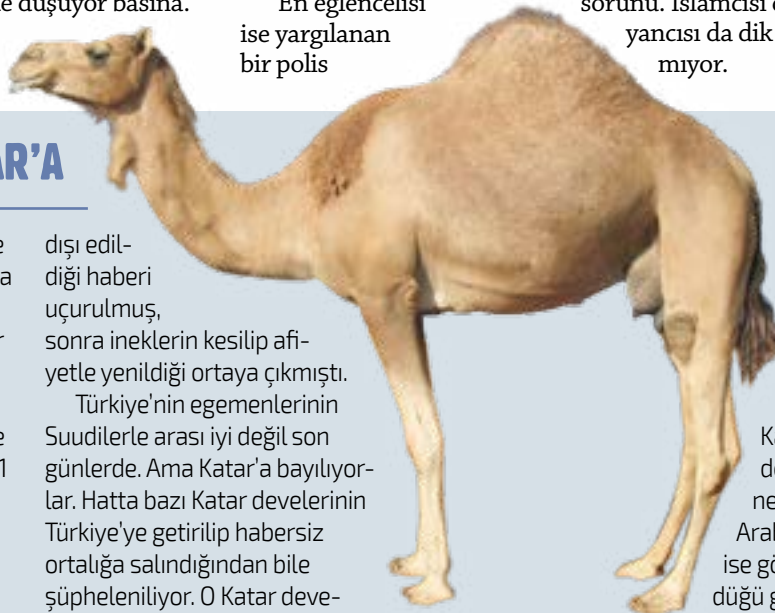 düşüyor basına.
En eğlencelisi
ise yargılanan
bir polis
sorunu. İslamcısı
yancısı da dik
mıyor.
AR’A
dışı edil-
diği haberi
uçurulmuş,
sonra ineklerin kesilip afi-
yetle yenildiği ortaya çıkmıştı.
Türkiye’nin egemenlerinin
Suudilerle arası iyi değil son
günlerde. Ama Katar’a bayılıyor-
lar. Hatta bazı Katar develerinin
Türkiye’ye getirilip habersiz
ortalığa salındığından bile
şüpheleniliyor. O Katar deve-
Ka
de
ne
Arab
ise gö
düğü g